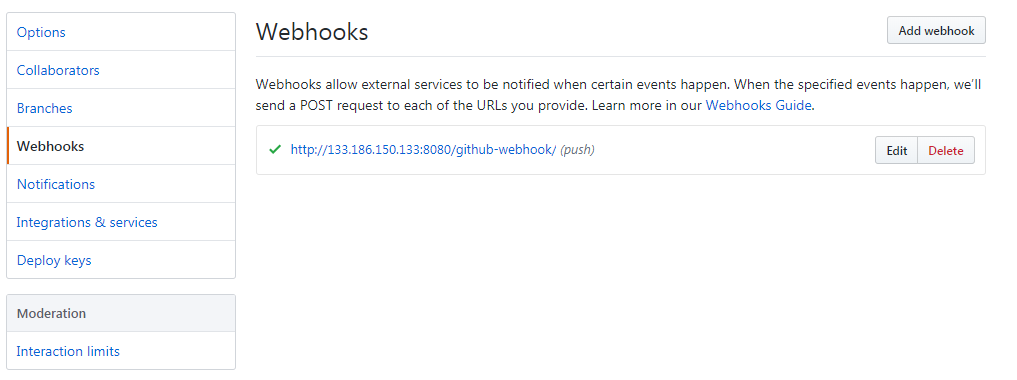 Options
Collaborators
Branches
Webhooks
Notifications
Integrations & services
Deploy keys
Moderation
Interaction limits
Webhooks
Add webhook
Webhooks allow external services to be notified when certain events happen. When the specified events happen, we'll
send a POST request to each of the URLs you provide. Learn more in our Webhooks Guide.
http://133.186.150.133:8080/github-webhook/ (push)
Edit
Delete